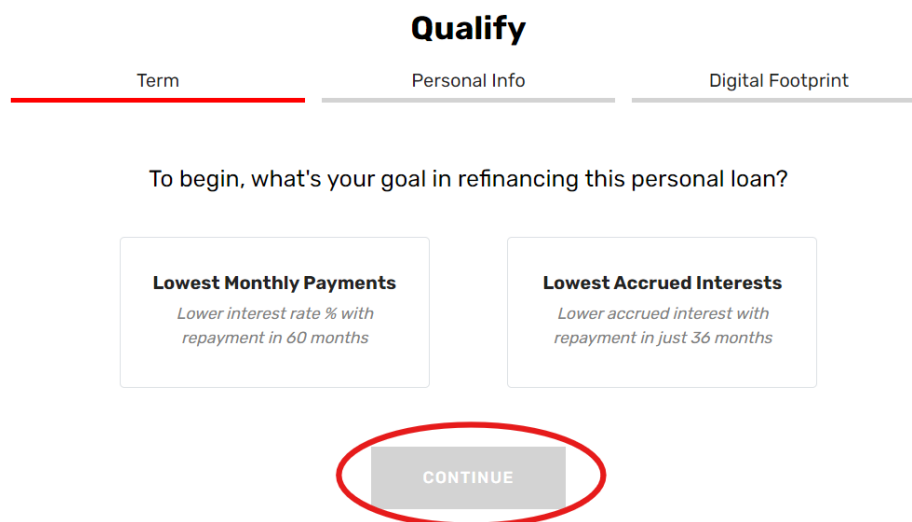 Qualify
Term
Personal Info
Digital Footprint
To begin, what's your goal in refinancing this personal loan?
Lowest Monthly Payments
Lower interest rate % with
repayment in 60 months
Lowest Accrued Interests
Lower accrued interest with
repayment in just 36 months
CONTINUE